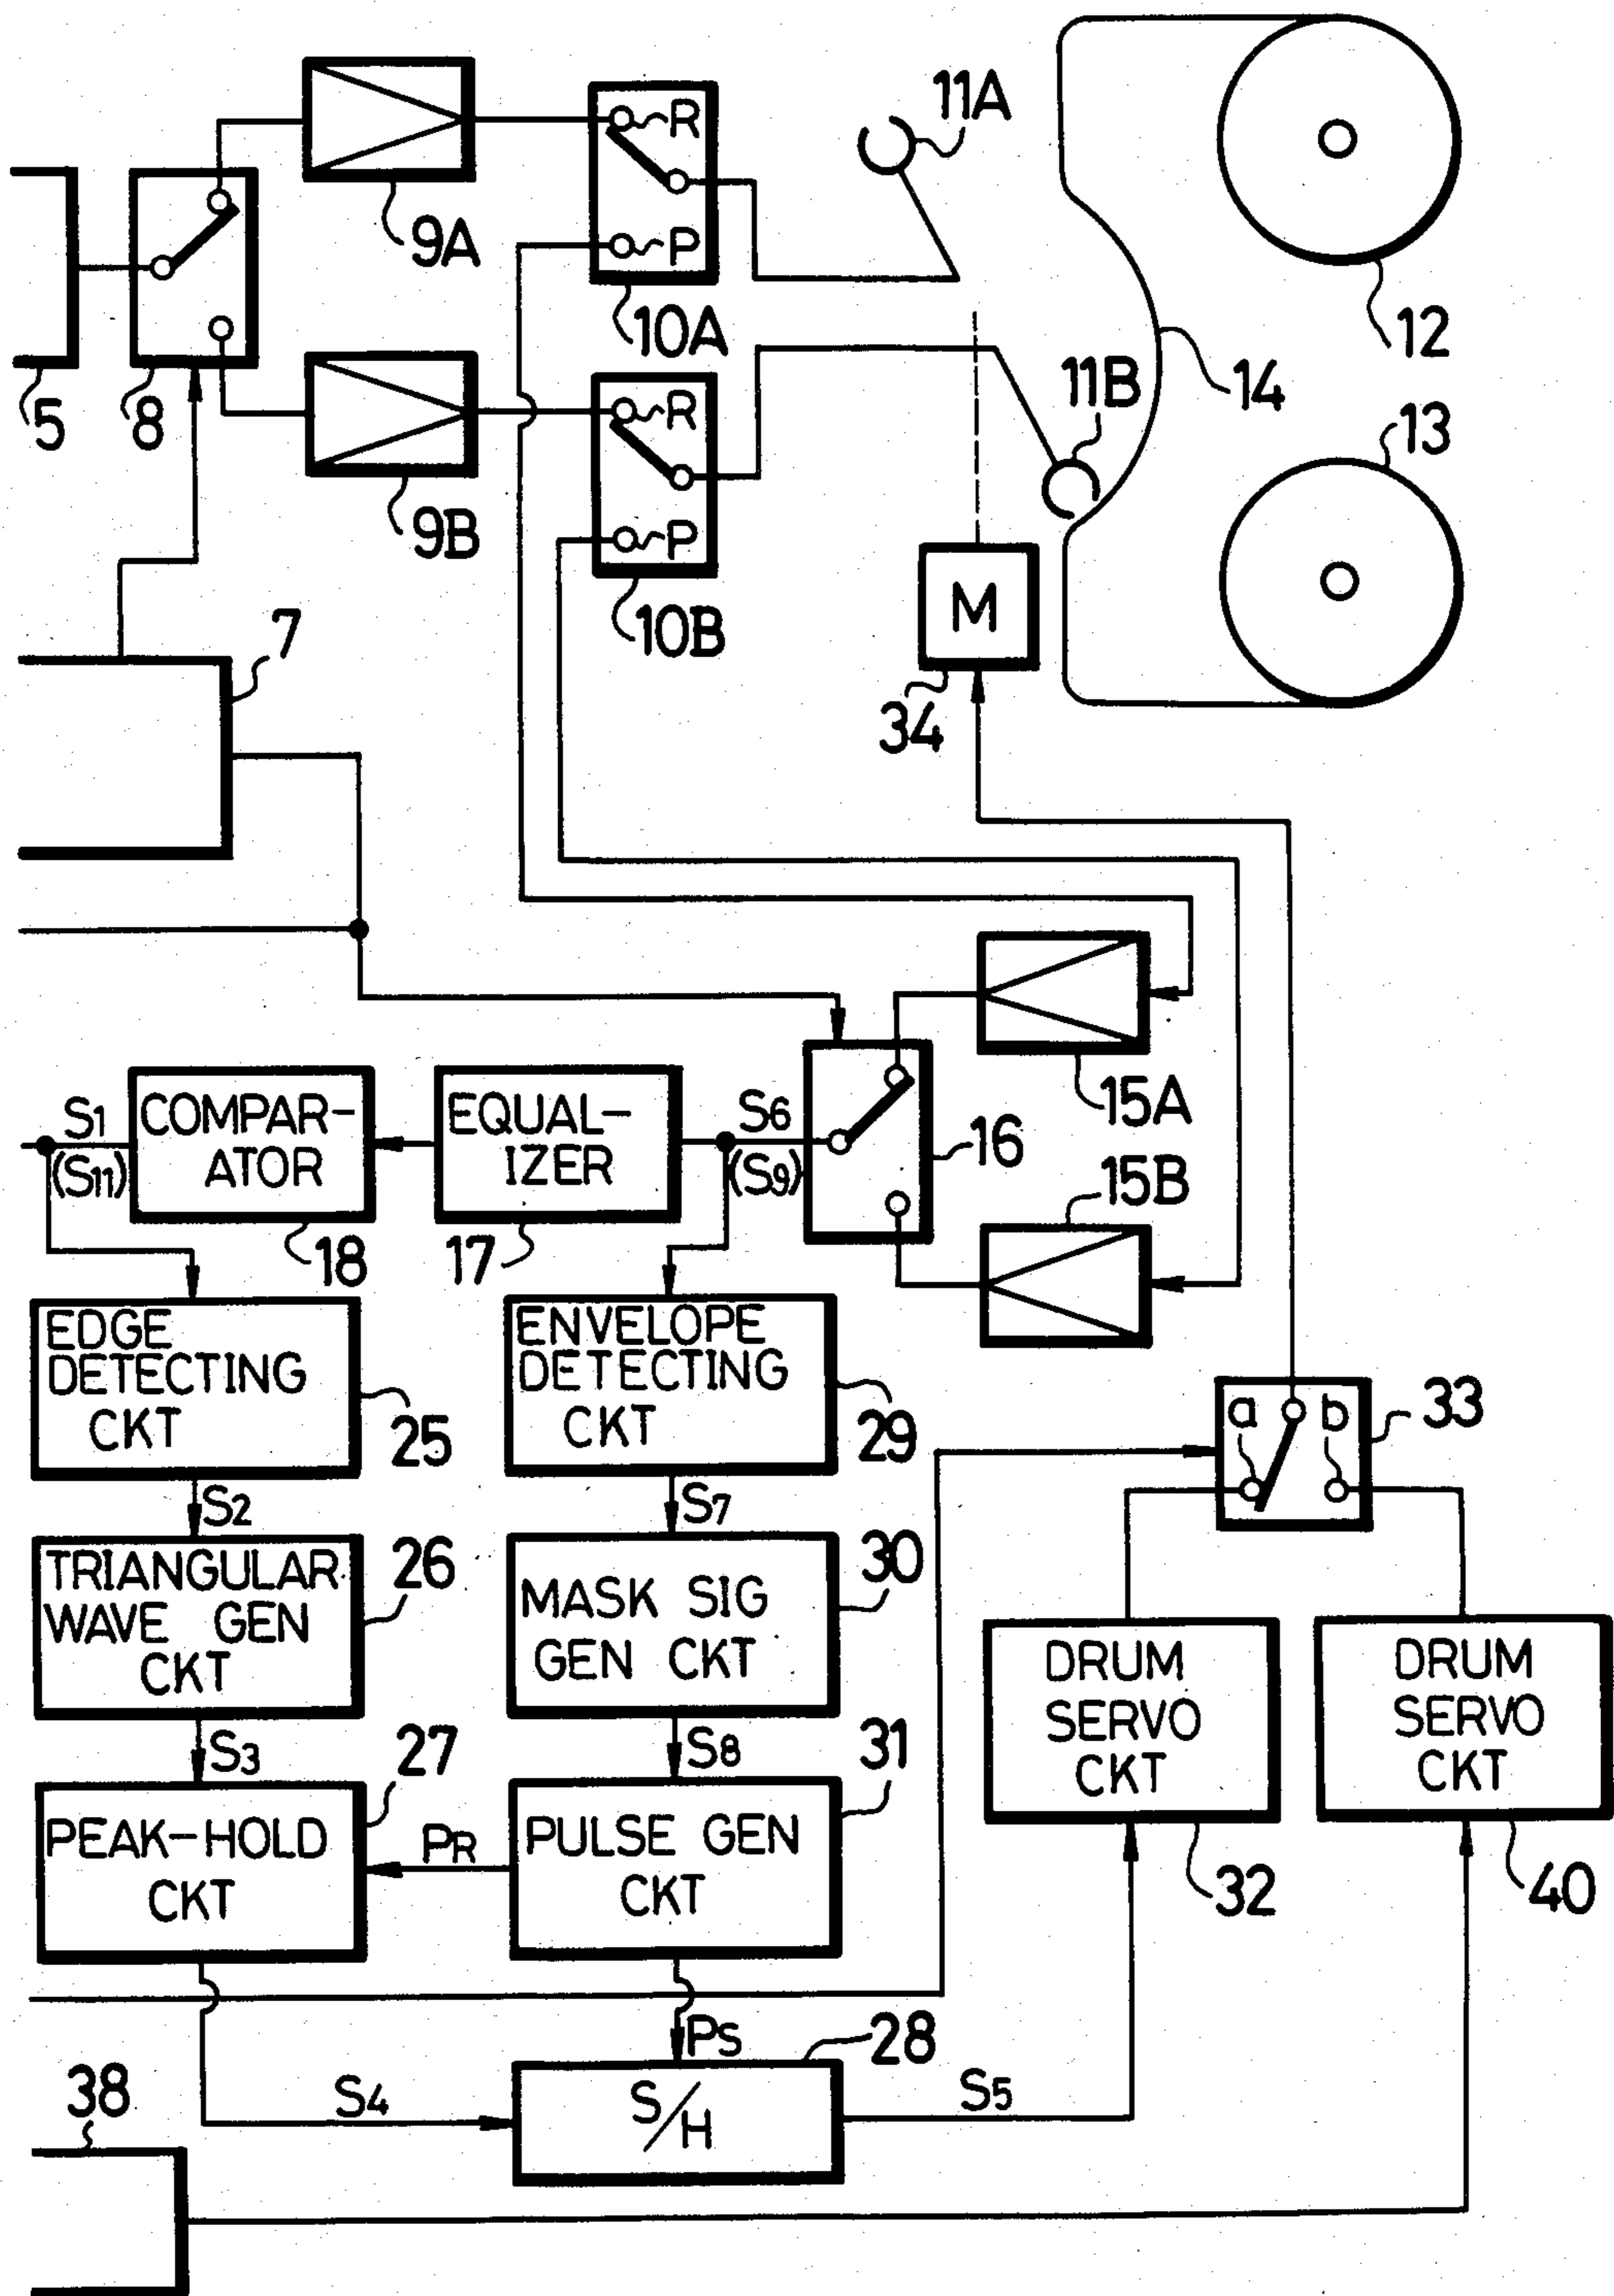 11A
R
9A
P
10A
12
14
11B
5
8
R
13
9B
P
10B
M
7
34
15A
S1
(S11)
COMPAR-
ATOR
18
EQUAL-
IZER
17
S6
(S9)
16
15B
EDGE
DETECTING
CKT
25
ENVELOPE
DETECTING
CKT
29
a
b
33
S2
S7
TRIANGULAR
WAVE GEN
CKT
26
MASK SIG
GEN CKT
30
DRUM
SERVO
CKT
32
DRUM
SERVO
CKT
40
S3
S8
27
31
PEAK-HOLD
CKT
PR
PULSE GEN
CKT
PS
28
38
S4
S/H
S5